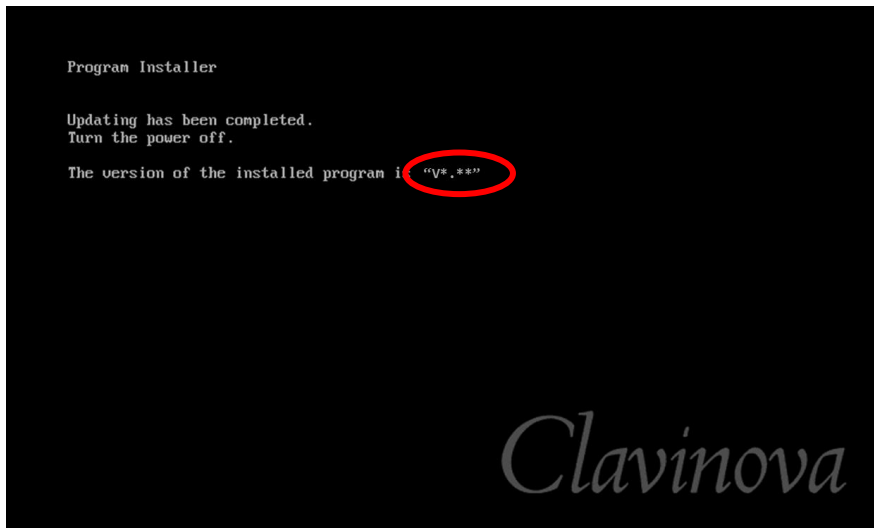 Program Installer
Updating has been completed.
Turn the power off.
The version of the installed program is “V*.**”
Clavinova